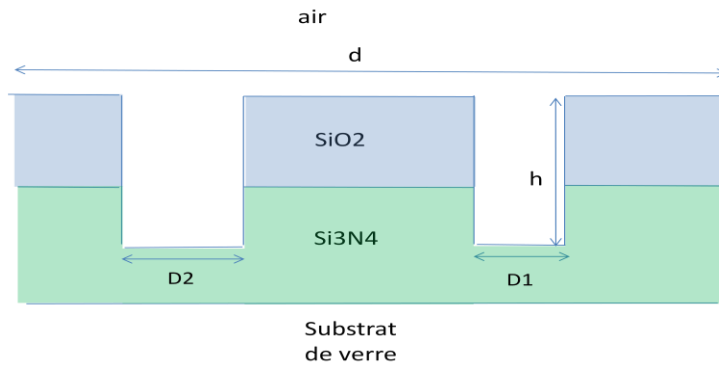 air
d
SiO2
h
Si3N4
D2
D1
Substrat
de verre